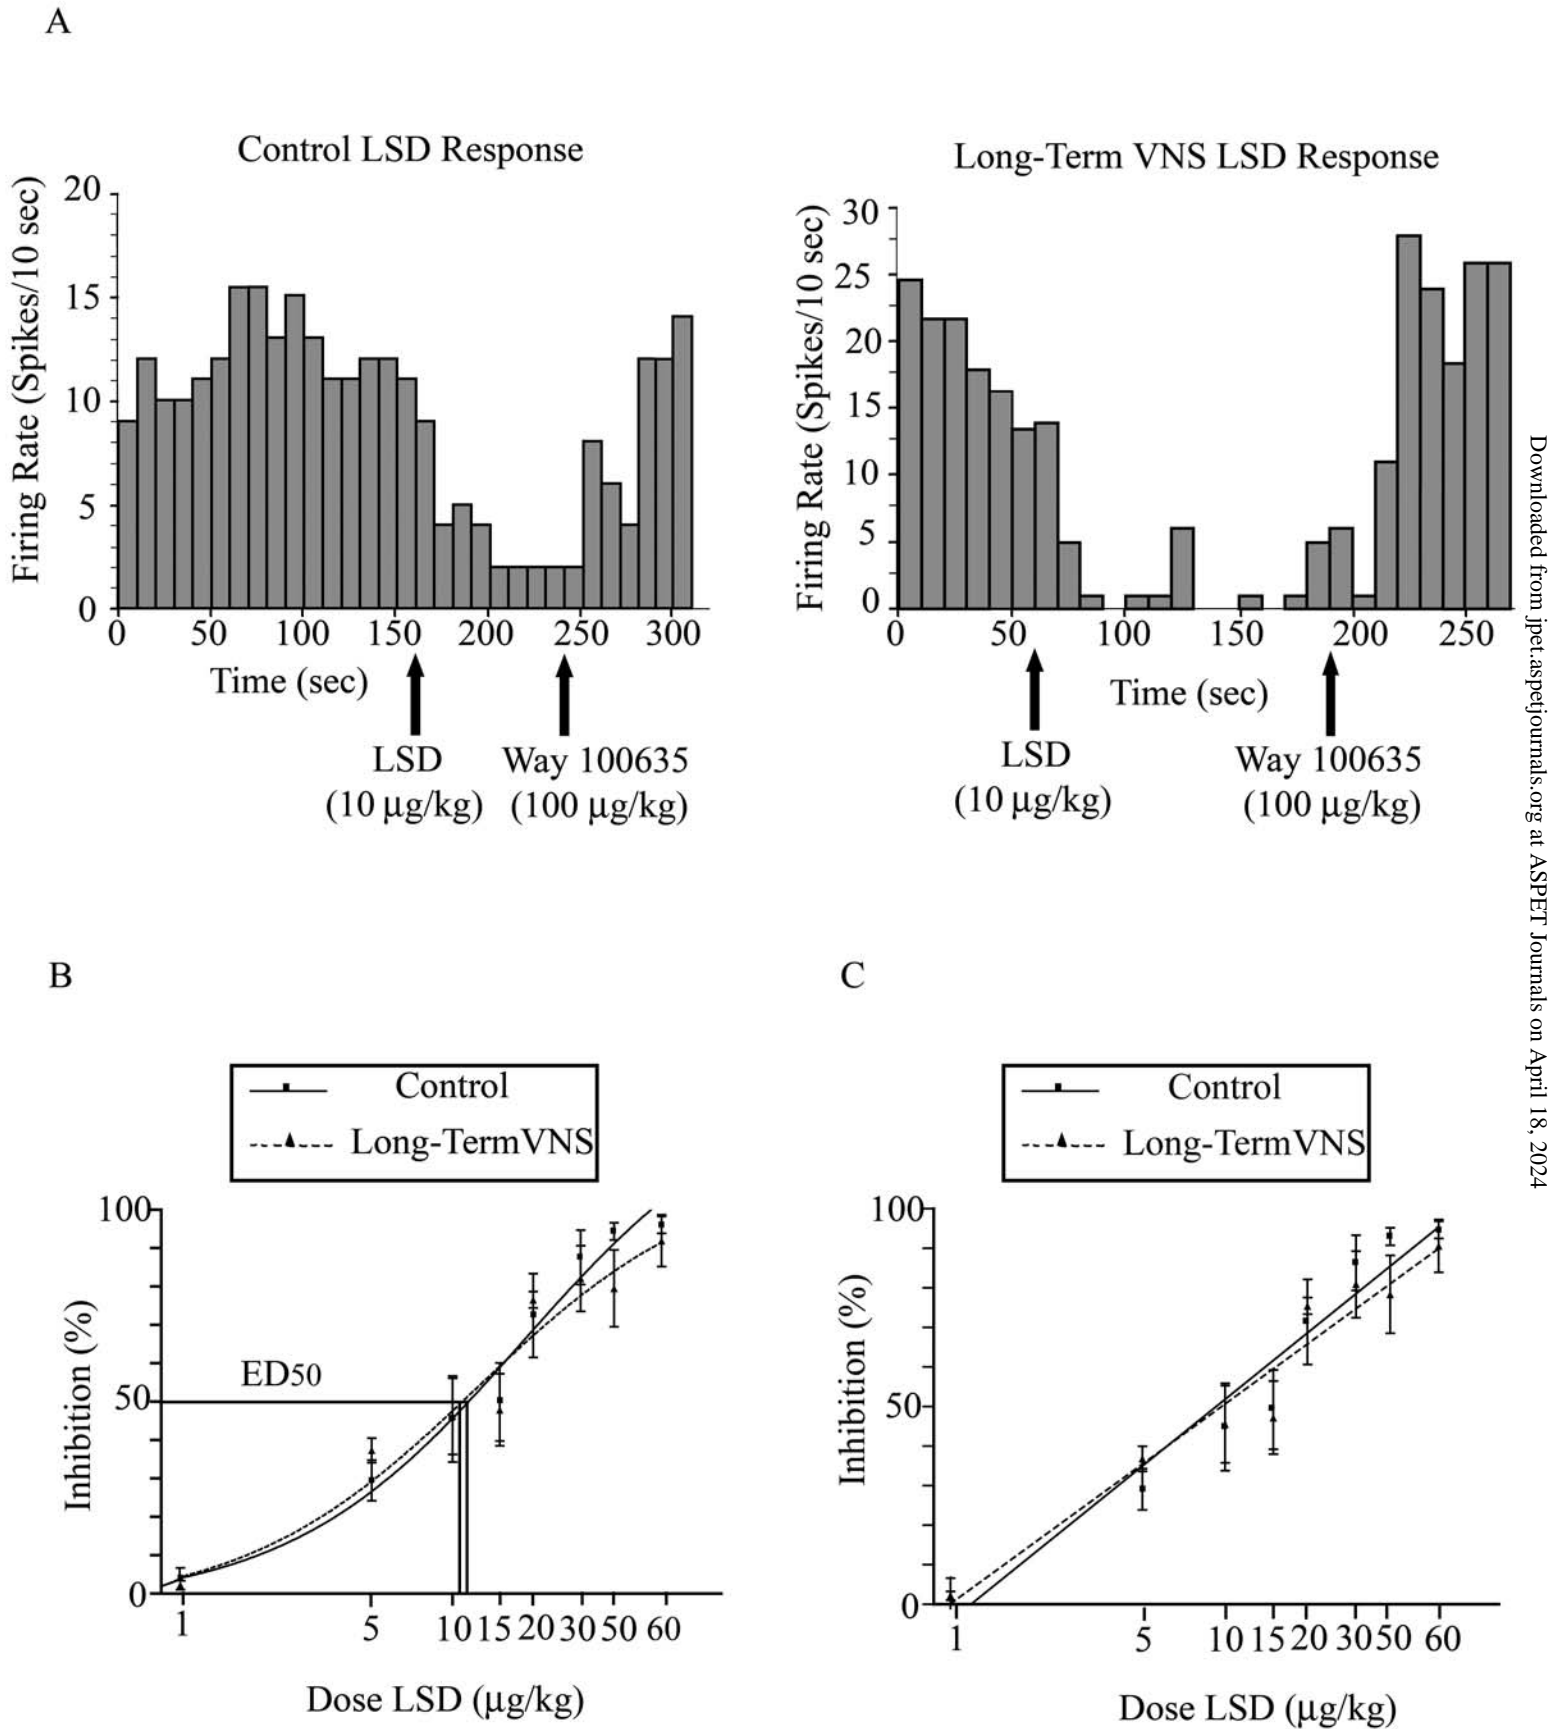 A
Control LSD Response
Firing Rate (Spikes/10 sec)
20
15
10
5
0
0 50 100 150 200 250 300
Time (sec)
LSD
(10 µg/kg)
Way 100635
(100 µg/kg)
Long-Term VNS LSD Response
Firing Rate (Spikes/10 sec)
30
25
20
15
10
5
0
0 50 100 150 200 250
Time (sec)
LSD
(10 µg/kg)
Way 100635
(100 µg/kg)
B
Control
Long-TermVNS
Inhibition (%)
100
50
0
ED50
1 5 10 15 20 30 50 60
Dose LSD (µg/kg)
C
Control
Long-TermVNS
Inhibition (%)
100
50
0
1 5 10 15 20 30 50 60
Dose LSD (µg/kg)
Downloaded from jpet.aspetjournals.org at ASPET Journals on April 18, 2024